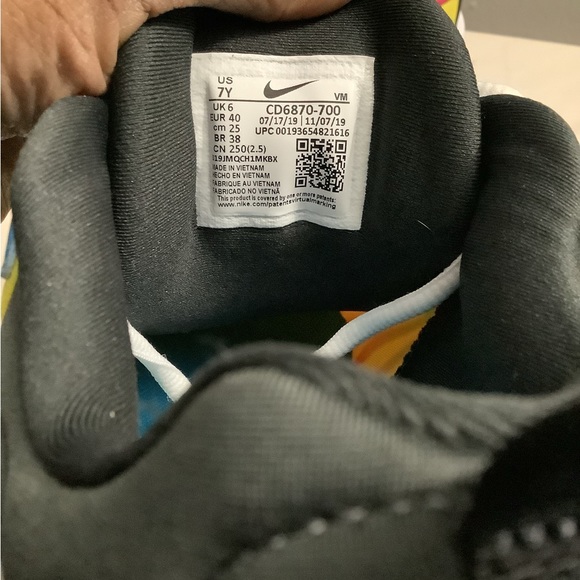 US
7Y VM
UK 6 CD6870-700
EUR 40 07/17/19 | 11/07/19
cm 25 UPC 00193654821616
BR 38
CN 250(2.5)
I19JMQCH1MKBX
MADE IN VIETNAM
HECHO EN VIETNAM
FABRIQUE AU VIETNAM
FABRICADO NO VIETNÃ
This product is covered by one or more patents:
www.nike.com/patentsvirtualmarking